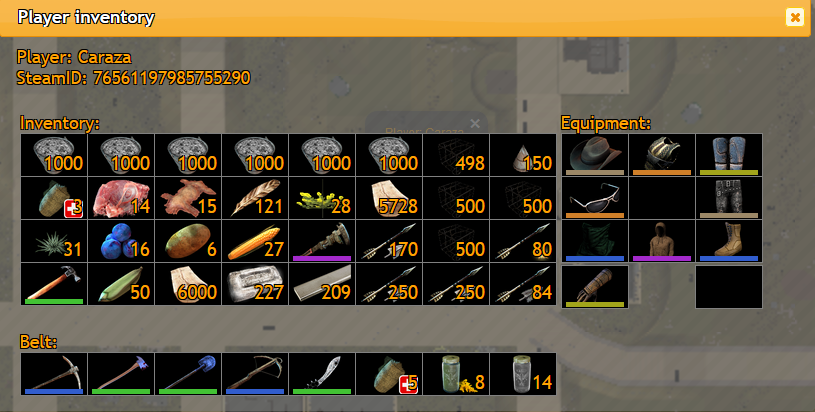 Player inventory
Player: Caraza
SteamID: 76561197985755290
Player: Caraza
Inventory:
Equipment:
1000 1000 1000 1000 1000 1000 498 150
3 14 15 121 28 5728 500 500
31 16 6 27 170 500 80
50 6000 227 209 250 250 84
Belt:
5 8 14